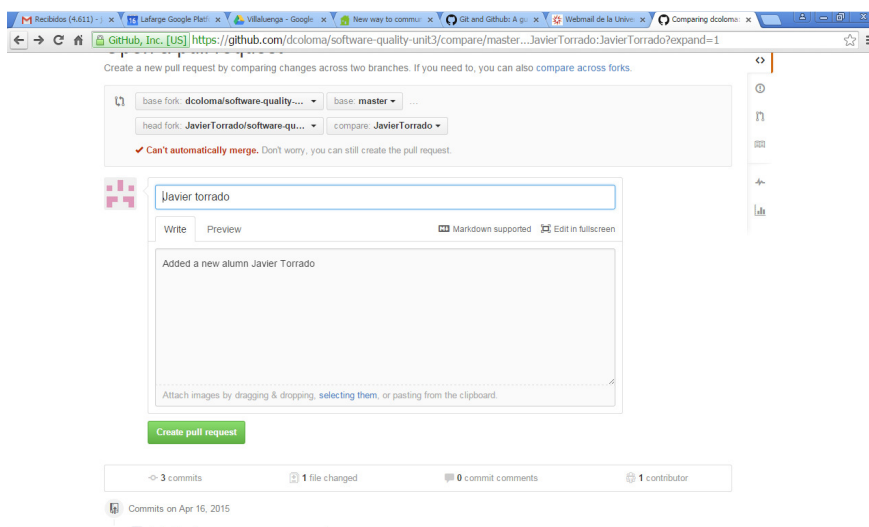 Recibidos (4.611) - j
Lafarge Google Platf
Villaluenga - Google
New way to commu
Git and Github: A gu
Webmail de la Unive
Comparing dcoloma:
GitHub, Inc. [US] https://github.com/dcoloma/software-quality-unit3/compare/master...JavierTorrado:JavierTorrado?expand=1
Create a new pull request by comparing changes across two branches. If you need to, you can also compare across forks.
base fork: dcoloma/software-quality-... base: master ...
head fork: JavierTorrado/software-qu... compare: JavierTorrado
Can't automatically merge. Don't worry, you can still create the pull request.
Javier torrado
Write Preview Markdown supported Edit in fullscreen
Added a new alumn Javier Torrado
Attach images by dragging & dropping, selecting them, or pasting from the clipboard.
Create pull request
3 commits 1 file changed 0 commit comments 1 contributor
Commits on Apr 16, 2015